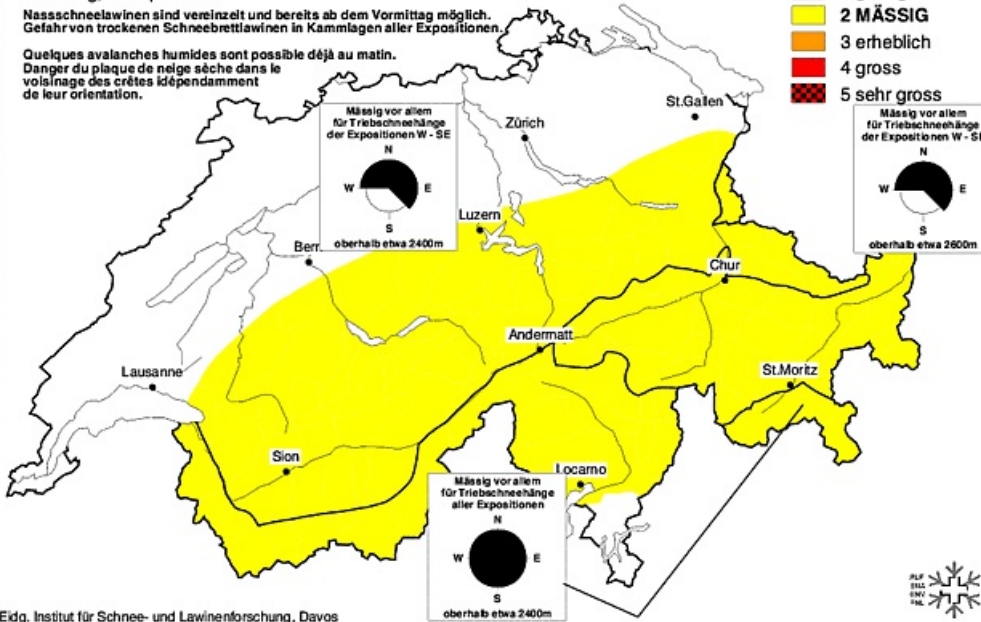 Nassschneelawinen sind vereinzelt und bereits ab dem Vormittag möglich.
Gefahr von trockenen Schneebrettlawinen in Kammlagen aller Expositionen.
Quelques avalanches humides sont possible déjà au matin.
Danger du plaque de neige sèche dans le
voisinage des crêtes idépendamment
de leur orientation.
2 MÄSSIG
3 erheblich
4 gross
5 sehr gross
Mässig vor allem
für Triebschneehänge
der Expositionen W - SE
N
W
E
S
oberhalb etwa 2400m
Mässig vor allem
für Triebschneehänge
der Expositionen W - SE
N
W
E
S
oberhalb etwa 2600m
St.Gallen
Zürich
Luzern
Bern
Chur
Andermatt
Lausanne
St.Moritz
Sion
Locarno
Mässig vor allem
für Triebschneehänge
aller Expositionen
N
W
E
S
oberhalb etwa 2400m
Eidg. Institut für Schnee- und Lawinenforschung, Davos